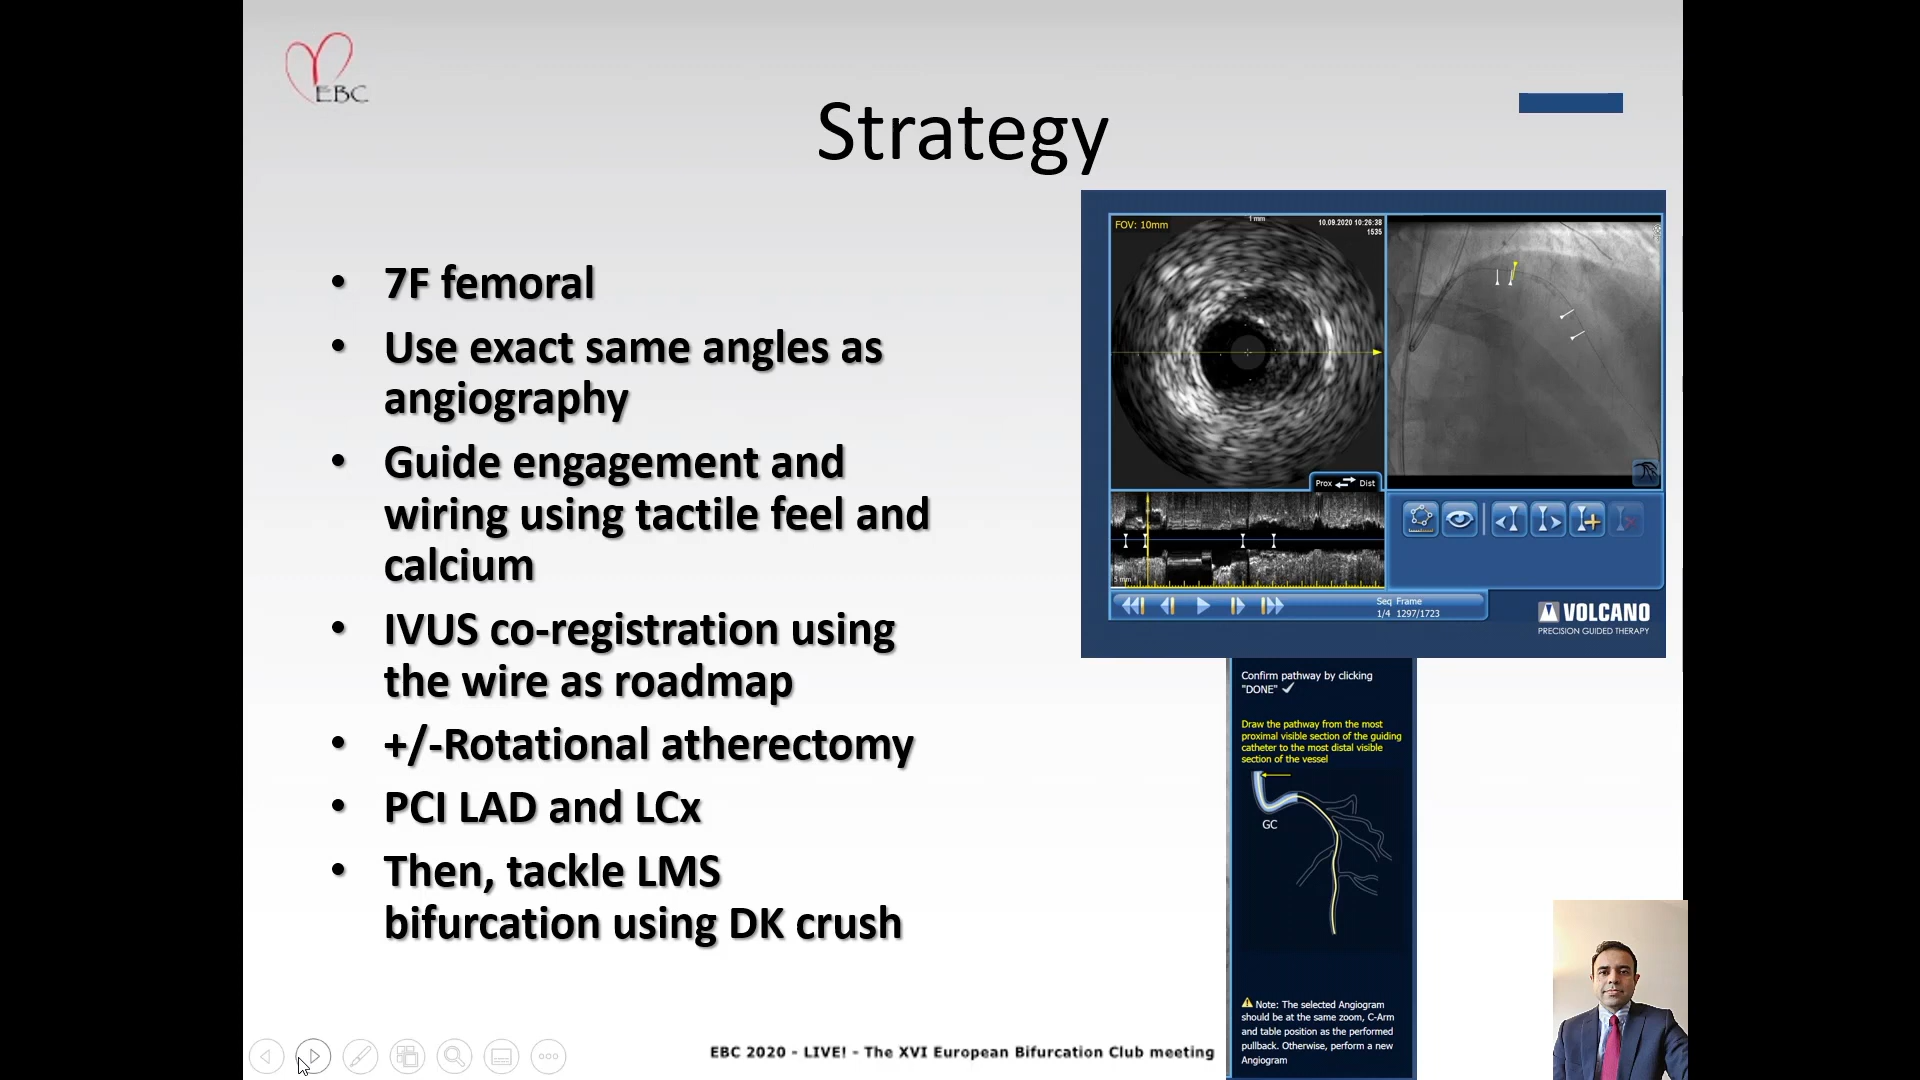 EBC
Strategy
• 7F femoral
• Use exact same angles as
angiography
• Guide engagement and
wiring using tactile feel and
calcium
• IVUS co-registration using
the wire as roadmap
• +/-Rotational atherectomy
• PCI LAD and LCx
• Then, tackle LMS
bifurcation using DK crush
FOV: 10mm
1 mm
10.09.2020 10:26:38
1535
Prox Dist
5 mm
Seq Frame
1/4 1297/1723
VOLCANO
PRECISION GUIDED THERAPY
Confirm pathway by clicking
"DONE" ✓
Draw the pathway from the most
proximal visible section of the guiding
catheter to the most distal visible
section of the vessel
GC
Note: The selected Angiogram
should be at the same zoom, C-Arm
and table position as the performed
pullback. Otherwise, perform a new
Angiogram
EBC 2020 - LIVE! - The XVI European Bifurcation Club meeting